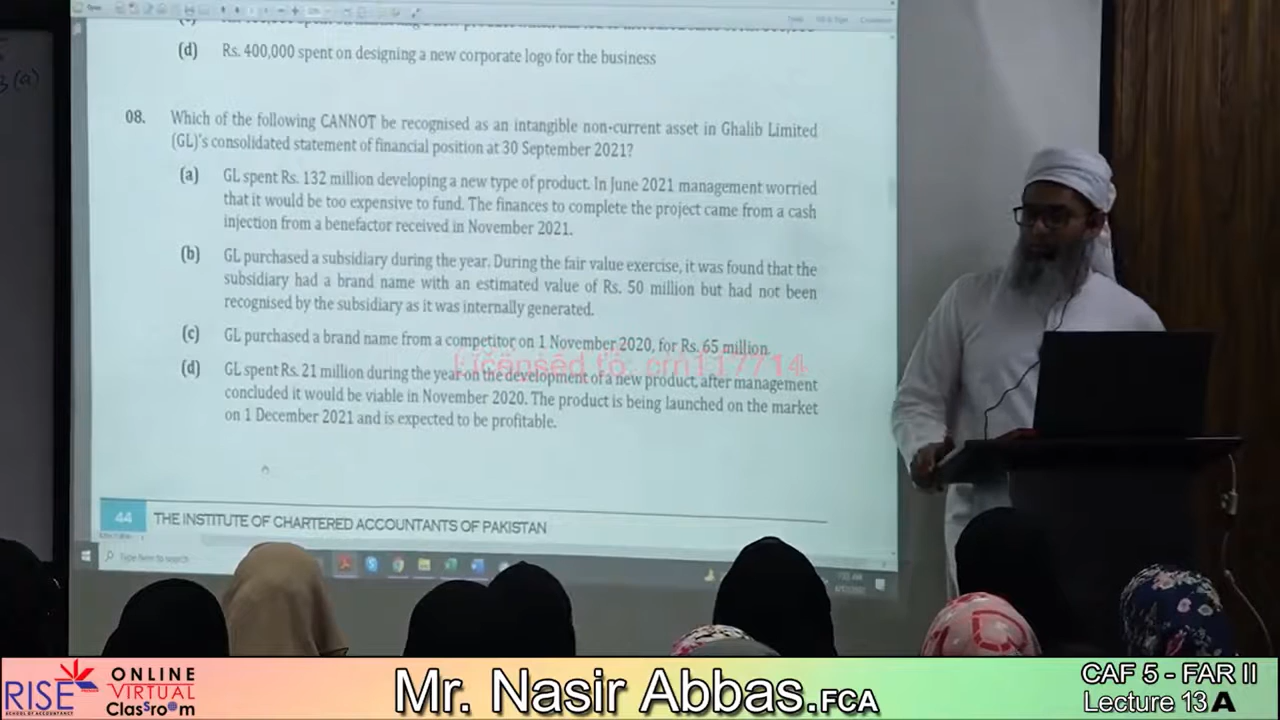 3 (a)
(d) Rs. 400,000 spent on designing a new corporate logo for the business
08. Which of the following CANNOT be recognised as an intangible non-current asset in Ghalib Limited
(GL)'s consolidated statement of financial position at 30 September 2021?
(a) GL spent Rs. 132 million developing a new type of product. In June 2021 management worried
that it would be too expensive to fund. The finances to complete the project came from a cash
injection from a benefactor received in November 2021.
(b) GL purchased a subsidiary during the year. During the fair value exercise, it was found that the
subsidiary had a brand name with an estimated value of Rs. 50 million but had not been
recognised by the subsidiary as it was internally generated.
(c) GL purchased a brand name from a competitor on 1 November 2020, for Rs. 65 million.
Licensed to: prn117714
(d) GL spent Rs. 21 million during the year on the development of a new product, after management
concluded it would be viable in November 2020. The product is being launched on the market
on 1 December 2021 and is expected to be profitable.
44 THE INSTITUTE OF CHARTERED ACCOUNTANTS OF PAKISTAN
Type here to search
RISE
ONLINE
VIRTUAL
ClasSro@m
Mr. Nasir Abbas.FCA
CAF 5 - FAR II
Lecture 13 A